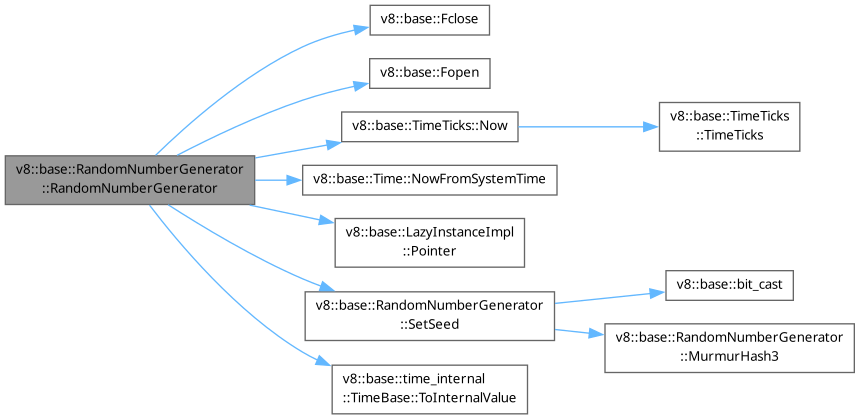 v8::base::Fclose
v8::base::Fopen
v8::base::TimeTicks::Now
v8::base::TimeTicks
::TimeTicks
v8::base::RandomNumberGenerator
::RandomNumberGenerator
v8::base::Time::NowFromSystemTime
v8::base::LazyInstanceImpl
::Pointer
v8::base::RandomNumberGenerator
::SetSeed
v8::base::bit_cast
v8::base::RandomNumberGenerator
::MurmurHash3
v8::base::time_internal
::TimeBase::ToInternalValue